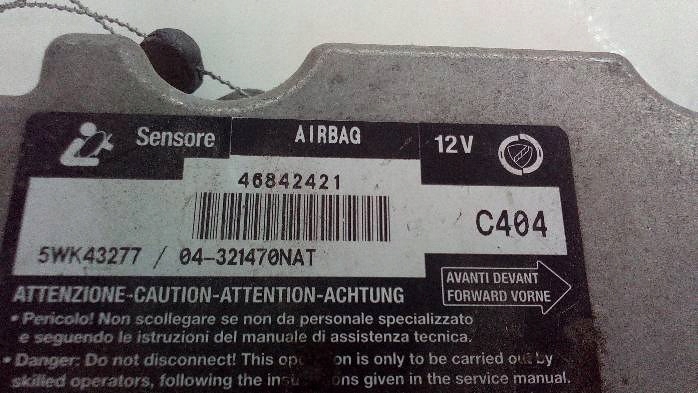 Sensore AIRBAG 12V
46842421
C404
5WK43277 / 04-321470NAT
AVANTI DEVANT
FORWARD VORNE
ATTENZIONE-CAUTION-ATTENTION-ACHTUNG
• Pericolo! Non scollegare se non da personale specializzato
e seguendo le istruzioni del manuale di assistenza tecnica.
• Danger: Do not disconnect! This is only to be carried out by
skilled operators, following the given in the service manual.